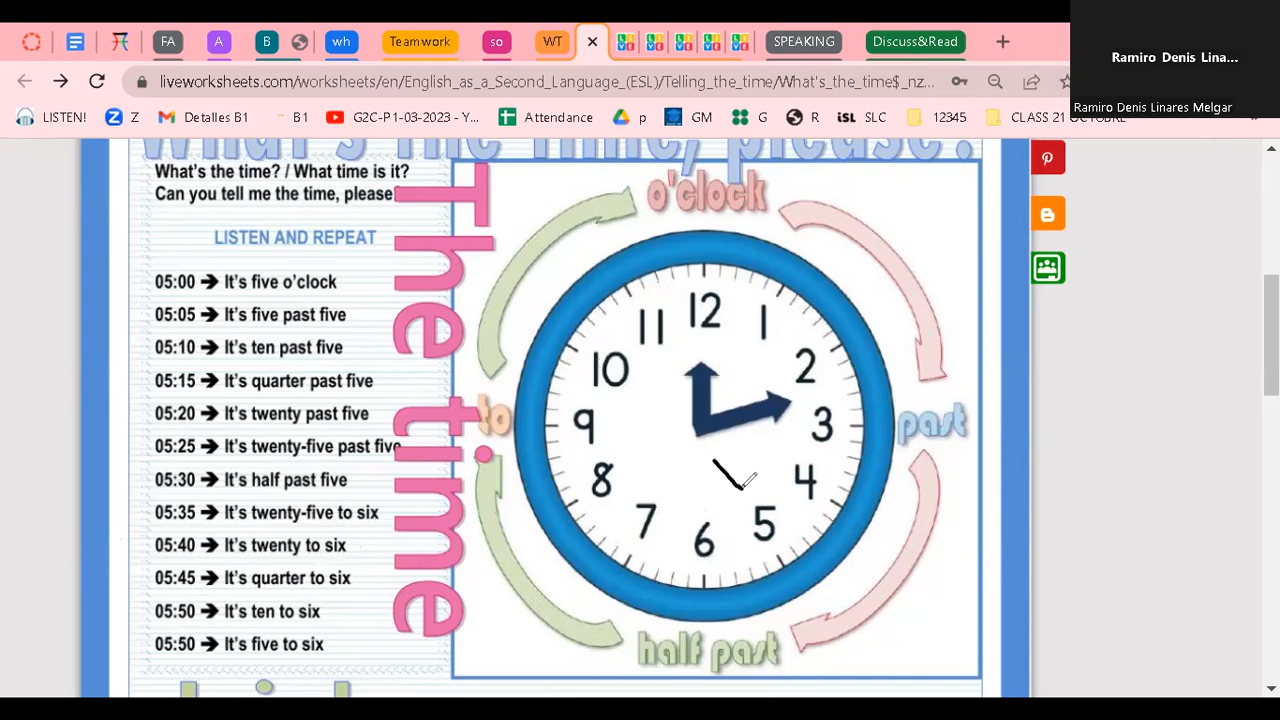 FA
A
B
wh
Teamwork
so
WT
SPEAKING
Discuss&Read
Ramiro Denis Lina...
Ramiro Denis Linares Melgar
liveworksheets.com/worksheets/en/English_as_a_Second_Language_(ESL)/Telling_the_time/What's_the_time$_nz...
LISTEN!
Z
Detalles B1
B1
G2C-P1-03-2023 - Y...
Attendance
p
GM
G
R
SLC
12345
CLASS 21 OCTUBRE
What's the time, please?
What's the time? / What time is it?
Can you tell me the time, please
LISTEN AND REPEAT
05:00 → It's five o'clock
05:05 → It's five past five
05:10 → It's ten past five
05:15 → It's quarter past five
05:20 → It's twenty past five
05:25 → It's twenty-five past five
05:30 → It's half past five
05:35 → It's twenty-five to six
05:40 → It's twenty to six
05:45 → It's quarter to six
05:50 → It's ten to six
05:50 → It's five to six
The time:
o'clock
past
half past
to
12
1
2
3
4
5
6
7
8
9
10
11